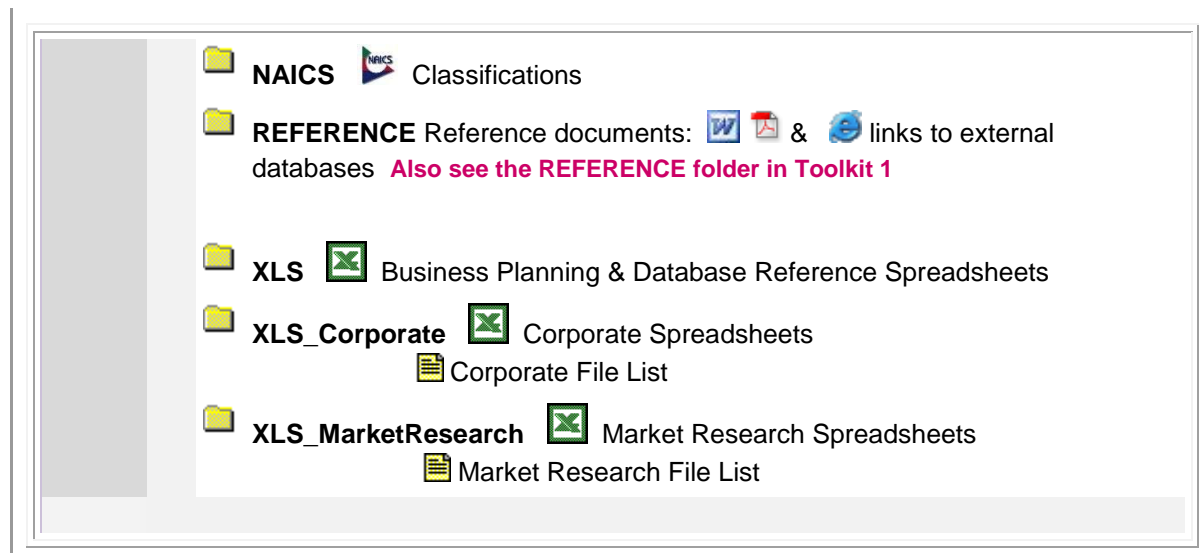 NAICS NAICS Classifications
REFERENCE Reference documents: W & e links to external
databases Also see the REFERENCE folder in Toolkit 1
XLS X Business Planning & Database Reference Spreadsheets
XLS_Corporate X Corporate Spreadsheets
Corporate File List
XLS_MarketResearch X Market Research Spreadsheets
Market Research File List